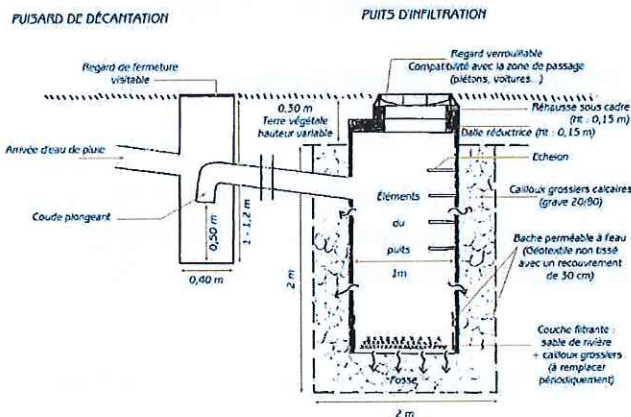 PUISARD DE DÉCANTATION
PUITS D'INFILTRATION
Regard de fermeture
visitable
Regard verrouillable
Compatibilité avec la zone de passage
(piétons, voitures...)
0,30 m
Terre végétale
hauteur variable
Réhausse sous cadre
(Ht : 0,15 m)
Dalle réductrice (ht : 0,15 m)
Arrivée d'eau de pluie
Echelon
Coude plongeant
Éléments
du
puits
Cailloux grossiers calcaires
(grave 20/80)
0,50 m
1 - 1,2 m
0,40 m
2 m
1m
Bache perméable à l'eau
(Géotextile non tissé
avec un recouvrement
de 30 cm)
Couche filtrante :
sable de rivière
+ cailloux grossiers
(à remplacer
périodiquement)
Fosse
2 m